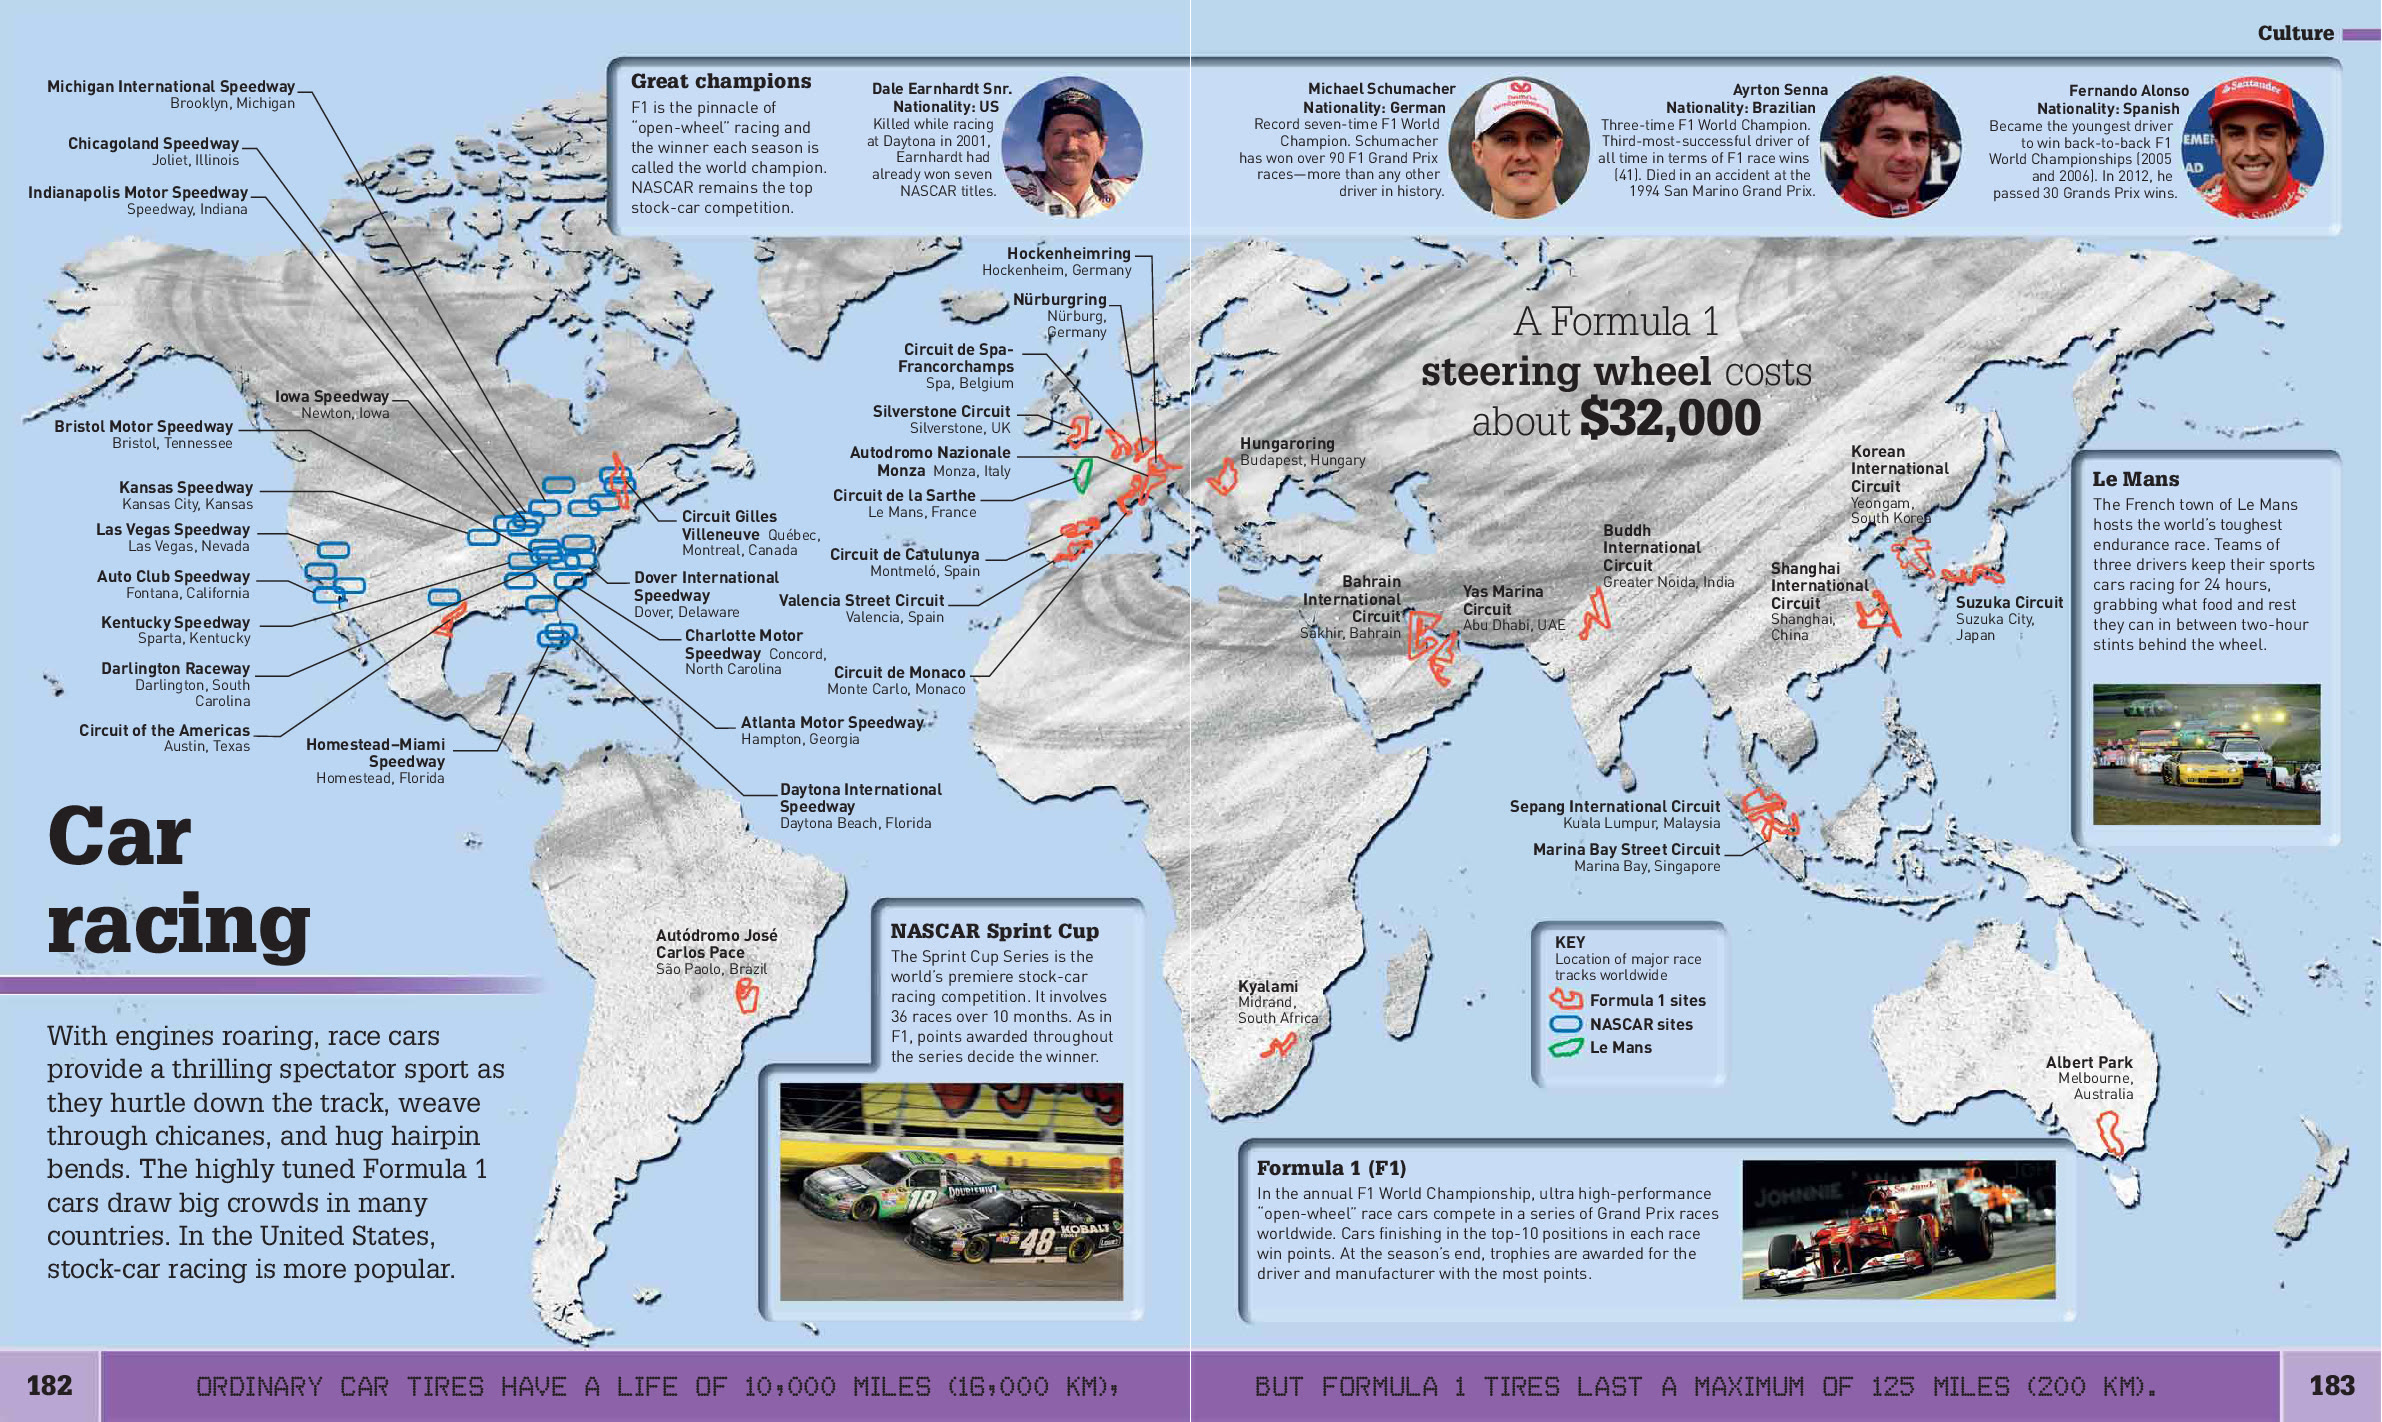 Culture
Great champions
F1 is the pinnacle of
“open-wheel” racing and
the winner each season is
called the world champion.
NASCAR remains the top
stock-car competition.
Dale Earnhardt Snr.
Nationality: US
Killed while racing
at Daytona in 2001,
Earnhardt had
already won seven
NASCAR titles.
Michael Schumacher
Nationality: German
Record seven-time F1 World
Champion. Schumacher
has won over 90 F1 Grand Prix
races—more than any other
driver in history.
Ayrton Senna
Nationality: Brazilian
Three-time F1 World Champion.
Third-most-successful driver of
all time in terms of F1 race wins
(41). Died in an accident at the
1994 San Marino Grand Prix.
Fernando Alonso
Nationality: Spanish
Became the youngest driver
to win back-to-back F1
World Championships (2005
and 2006). In 2012, he
passed 30 Grands Prix wins.
Santander
Michigan International Speedway
Brooklyn, Michigan
Chicagoland Speedway
Joliet, Illinois
Indianapolis Motor Speedway
Speedway, Indiana
Iowa Speedway
Newton, Iowa
Bristol Motor Speedway
Bristol, Tennessee
Kansas Speedway
Kansas City, Kansas
Las Vegas Speedway
Las Vegas, Nevada
Auto Club Speedway
Fontana, California
Kentucky Speedway
Sparta, Kentucky
Darlington Raceway
Darlington, South
Carolina
Circuit of the Americas
Austin, Texas
Homestead–Miami
Speedway
Homestead, Florida
Circuit Gilles
Villeneuve Québec,
Montreal, Canada
Dover International
Speedway
Dover, Delaware
Charlotte Motor
Speedway Concord,
North Carolina
Atlanta Motor Speedway
Hampton, Georgia
Daytona International
Speedway
Daytona Beach, Florida
Hockenheimring
Hockenheim, Germany
Nürburgring
Nürburg,
Germany
Circuit de Spa-
Francorchamps
Spa, Belgium
Silverstone Circuit
Silverstone, UK
Autodromo Nazionale
Monza Monza, Italy
Circuit de la Sarthe
Le Mans, France
Circuit de Catulunya
Montmeló, Spain
Valencia Street Circuit
Valencia, Spain
Circuit de Monaco
Monte Carlo, Monaco
A Formula 1
steering wheel costs
about $32,000
Hungaroring
Budapest, Hungary
Bahrain
International
Circuit
Sakhir, Bahrain
Yas Marina
Circuit
Abu Dhabi, UAE
Buddh
International
Circuit
Greater Noida, India
Shanghai
International
Circuit
Shanghai,
China
Korean
International
Circuit
Yeongam,
South Korea
Suzuka Circuit
Suzuka City,
Japan
Sepang International Circuit
Kuala Lumpur, Malaysia
Marina Bay Street Circuit
Marina Bay, Singapore
Le Mans
The French town of Le Mans
hosts the world’s toughest
endurance race. Teams of
three drivers keep their sports
cars racing for 24 hours,
grabbing what food and rest
they can in between two-hour
stints behind the wheel.
Car
racing
With engines roaring, race cars
provide a thrilling spectator sport as
they hurtle down the track, weave
through chicanes, and hug hairpin
bends. The highly tuned Formula 1
cars draw big crowds in many
countries. In the United States,
stock-car racing is more popular.
Autódromo José
Carlos Pace
São Paolo, Brazil
NASCAR Sprint Cup
The Sprint Cup Series is the
world’s premiere stock-car
racing competition. It involves
36 races over 10 months. As in
F1, points awarded throughout
the series decide the winner.
18
DOUBLEMINT
48
KOBALT
Kyalami
Midrand,
South Africa
KEY
Location of major race
tracks worldwide
Formula 1 sites
NASCAR sites
Le Mans
Albert Park
Melbourne,
Australia
Formula 1 (F1)
In the annual F1 World Championship, ultra high-performance
“open-wheel” race cars compete in a series of Grand Prix races
worldwide. Cars finishing in the top-10 positions in each race
win points. At the season’s end, trophies are awarded for the
driver and manufacturer with the most points.
JOHNNIE
182
ORDINARY CAR TIRES HAVE A LIFE OF 10,000 MILES (16,000 KM),
BUT FORMULA 1 TIRES LAST A MAXIMUM OF 125 MILES (200 KM).
183